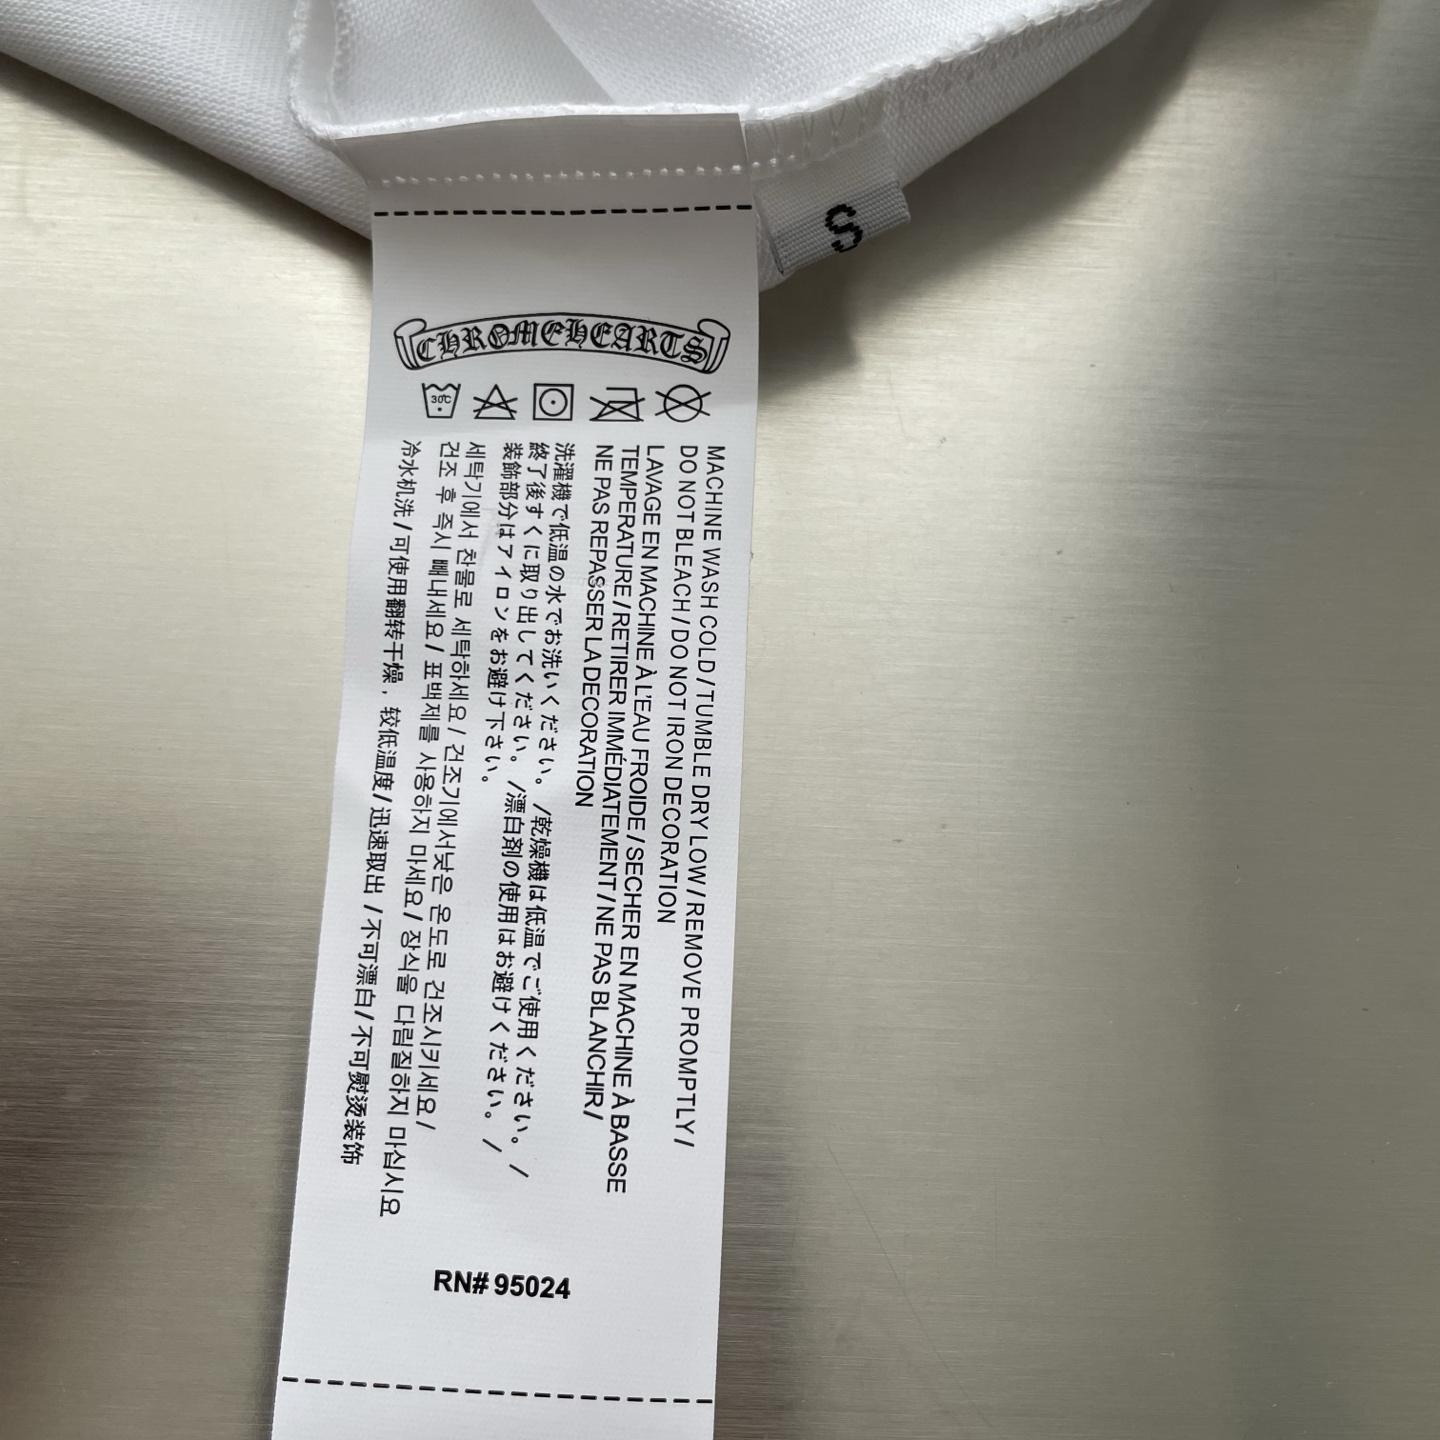 S
CHROMEHEARTS
30℃
MACHINE WASH COLD/TUMBLE DRY LOW/REMOVE PROMPTLY/
DO NOT BLEACH/DO NOT IRON DECORATION
LAVAGE EN MACHINE À L'EAU FROIDE/SECHER EN MACHINE À BASSE
TEMPERATURE/RETIRER IMMÉDIATEMENT/NE PAS BLANCHIR/
NE PAS REPASSER LA DECORATION
洗濯機で低温の水でお洗いください。/乾燥機は低温でご使用ください。/
終了後すくに取り出してください。/漂白剤の使用はお避けください。/
装飾部分はアィロンをお避け下さい。
세탁기에서 찬물로 세탁하세요/건조기에서낮은 온도로 건조시키세요/
건조 후 즉시 빼내세요/표백제를 사용하지 마세요/장식을 다림질하지 마십시요
冷水机洗/可使用翻转干燥，较低温度/迅速取出/不可漂白/不可熨烫装饰
RN# 95024